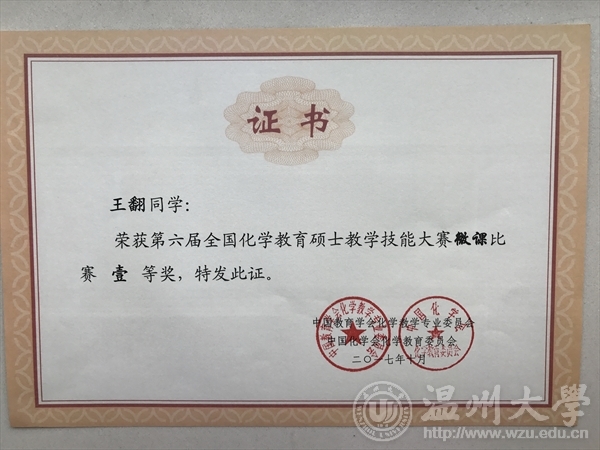 证书
王翻同学：
荣获第六届全国化学教育硕士教学技能大赛微课比
赛 壹 等奖，特发此证。
中国教育学会化学教学专业委员会
中国化学会化学教育委员会
二〇一七年十月
温州大学
http://www.wzu.edu.cn